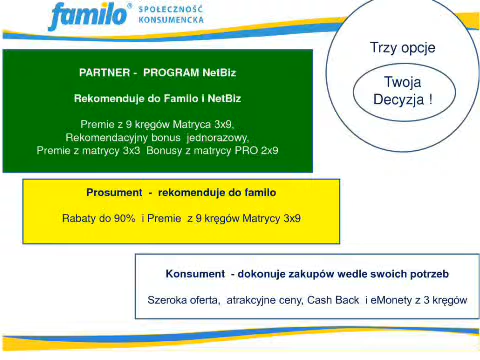 familo® SPOŁECZNOŚĆ
KONSUMENCKA
Trzy opcje
Twoja
Decyzja !
PARTNER - PROGRAM NetBiz
Rekomenduje do Familo i NetBiz
Premie z 9 kręgów Matryca 3x9,
Rekomendacyjny bonus jednorazowy,
Premie z matrycy 3x3 Bonusy z matrycy PRO 2x9
Prosument - rekomenduje do familo
Rabaty do 90% i Premie z 9 kręgów Matrycy 3x9
Konsument - dokonuje zakupów wedle swoich potrzeb
Szeroka oferta, atrakcyjne ceny, Cash Back i eMonety z 3 kręgów